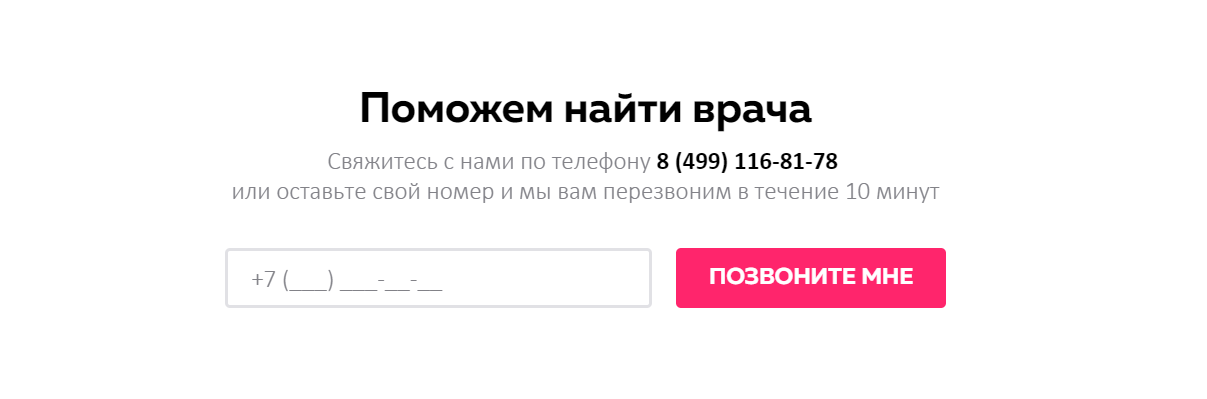 Поможем найти врача
Свяжитесь с нами по телефону 8 (499) 116-81-78
или оставьте свой номер и мы вам перезвоним в течение 10 минут
+7 (___) ___-__-__
ПОЗВОНИТЕ МНЕ